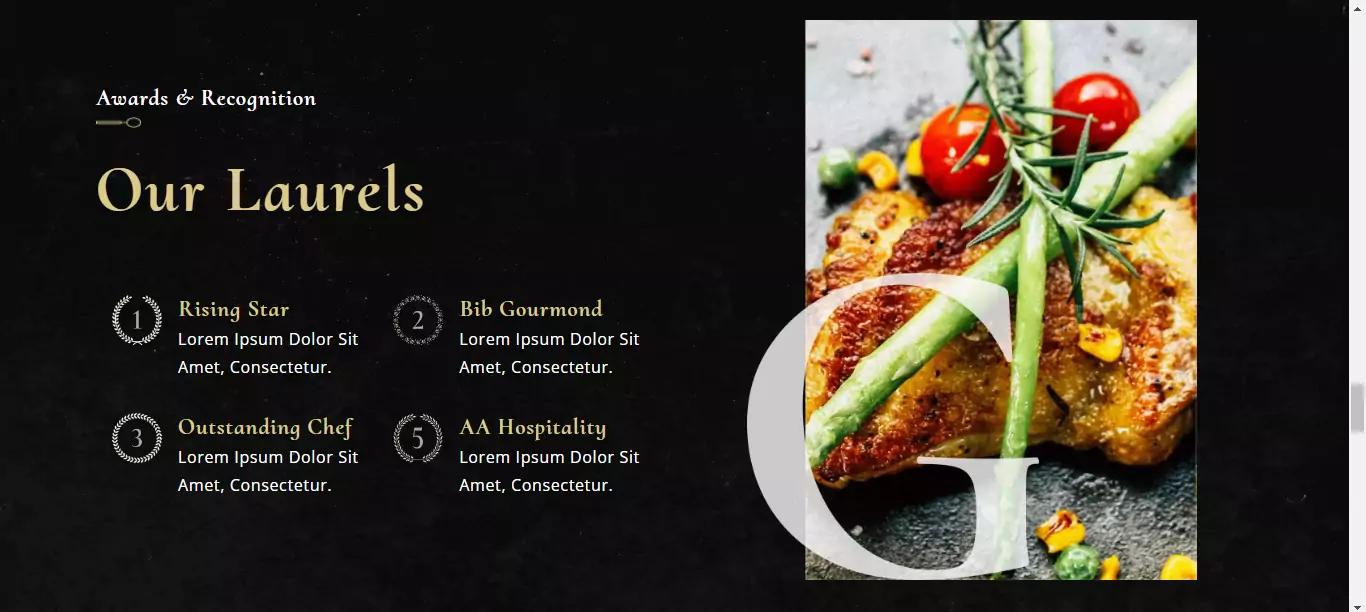 Awards & Recognition
Our Laurels
1
Rising Star
Lorem Ipsum Dolor Sit
Amet, Consectetur.
2
Bib Gourmond
Lorem Ipsum Dolor Sit
Amet, Consectetur.
3
Outstanding Chef
Lorem Ipsum Dolor Sit
Amet, Consectetur.
5
AA Hospitality
Lorem Ipsum Dolor Sit
Amet, Consectetur.
G